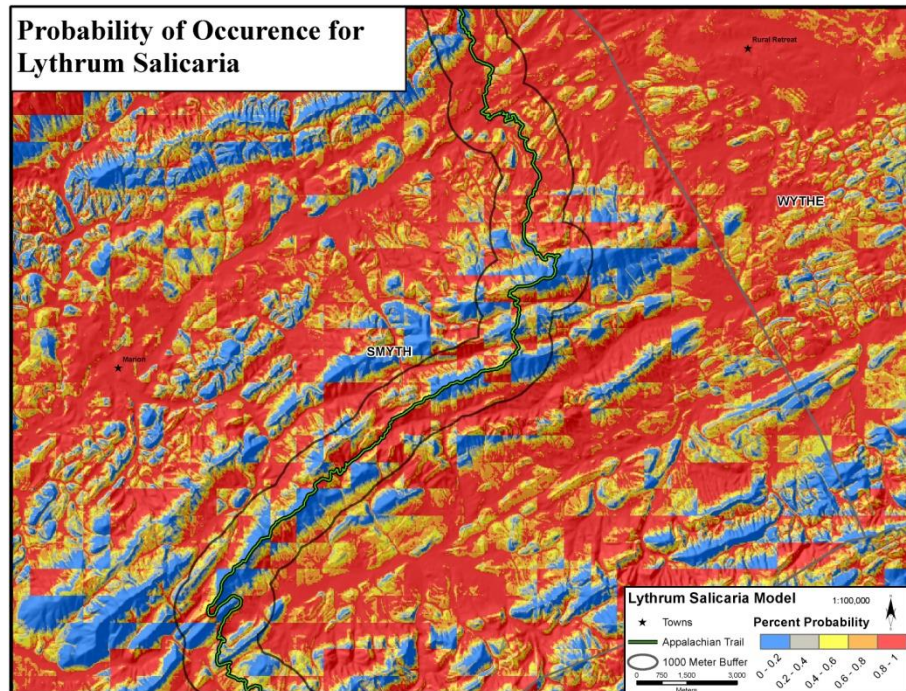 Probability of Occurence for
Lythrum Salicaria
Rural Retreat
WYTHE
SMYTH
Marion
Lythrum Salicaria Model
1:100,000
Towns
Appalachian Trail
1000 Meter Buffer
0 750 1,500 3,000
Meters
Percent Probability
0 - 0.2
0.2 - 0.4
0.4 - 0.6
0.6 - 0.8
0.8 - 1